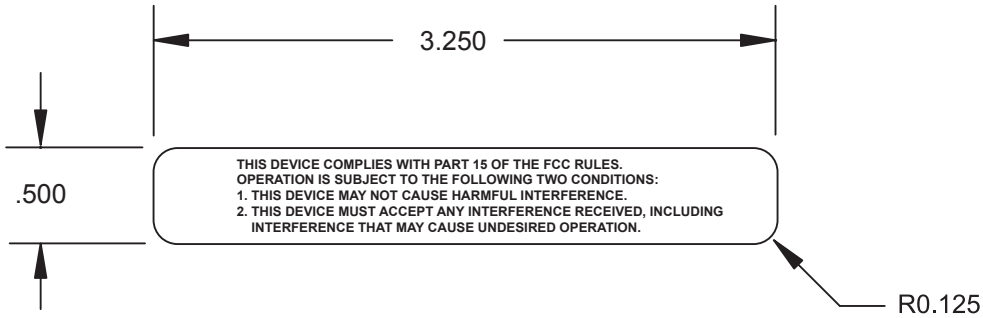 3.250
.500
THIS DEVICE COMPLIES WITH PART 15 OF THE FCC RULES.
OPERATION IS SUBJECT TO THE FOLLOWING TWO CONDITIONS:
1. THIS DEVICE MAY NOT CAUSE HARMFUL INTERFERENCE.
2. THIS DEVICE MUST ACCEPT ANY INTERFERENCE RECEIVED, INCLUDING
INTERFERENCE THAT MAY CAUSE UNDESIRED OPERATION.
R0.125